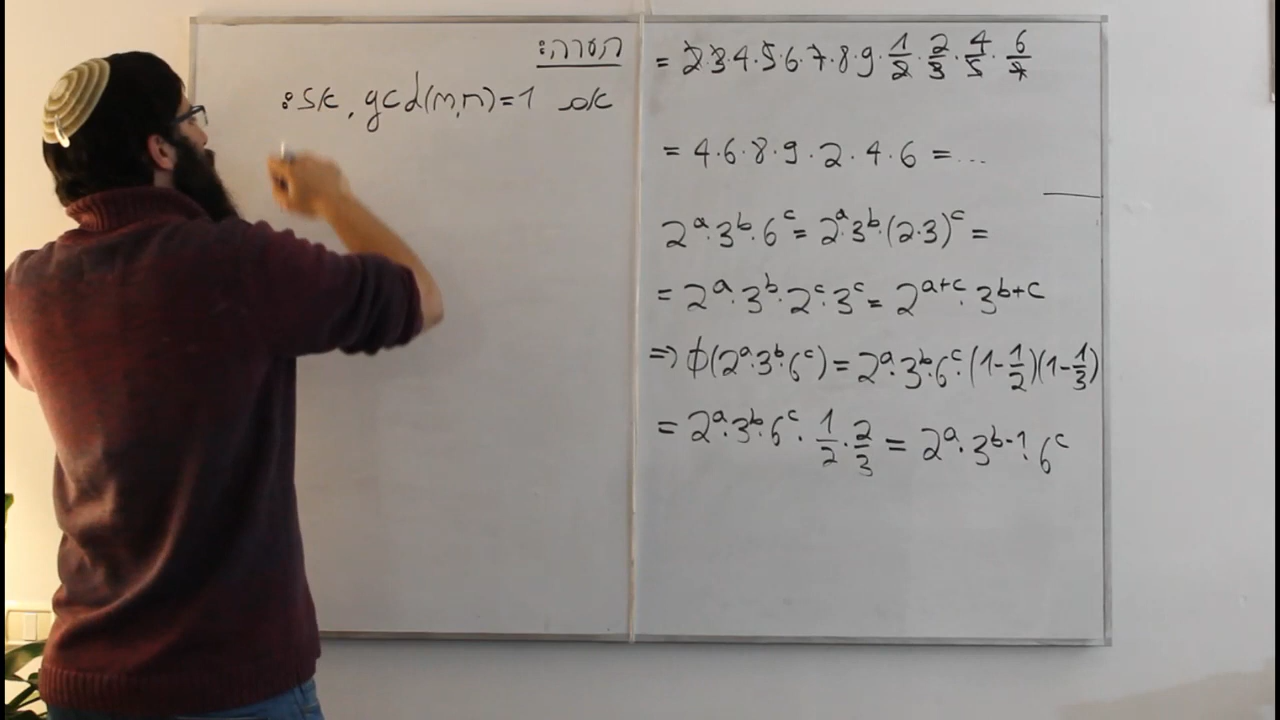 = 2·3·4·5·6·7·8·9·1/2·2/3·4/5·6/7
= 4·6·8·9·2·4·6 = ...
2^a·3^b·6^c = 2^a·3^b·(2·3)^c =
= 2^a·3^b·2^c·3^c = 2^(a+c)·3^(b+c)
⇒ ϕ(2^a·3^b·6^c) = 2^a·3^b·6^c·(1-1/2)(1-1/3)
= 2^a·3^b·6^c·1/2·2/3 = 2^a·3^(b-1)·6^c
הערה:
אם gcd(m,n)=1, אז: